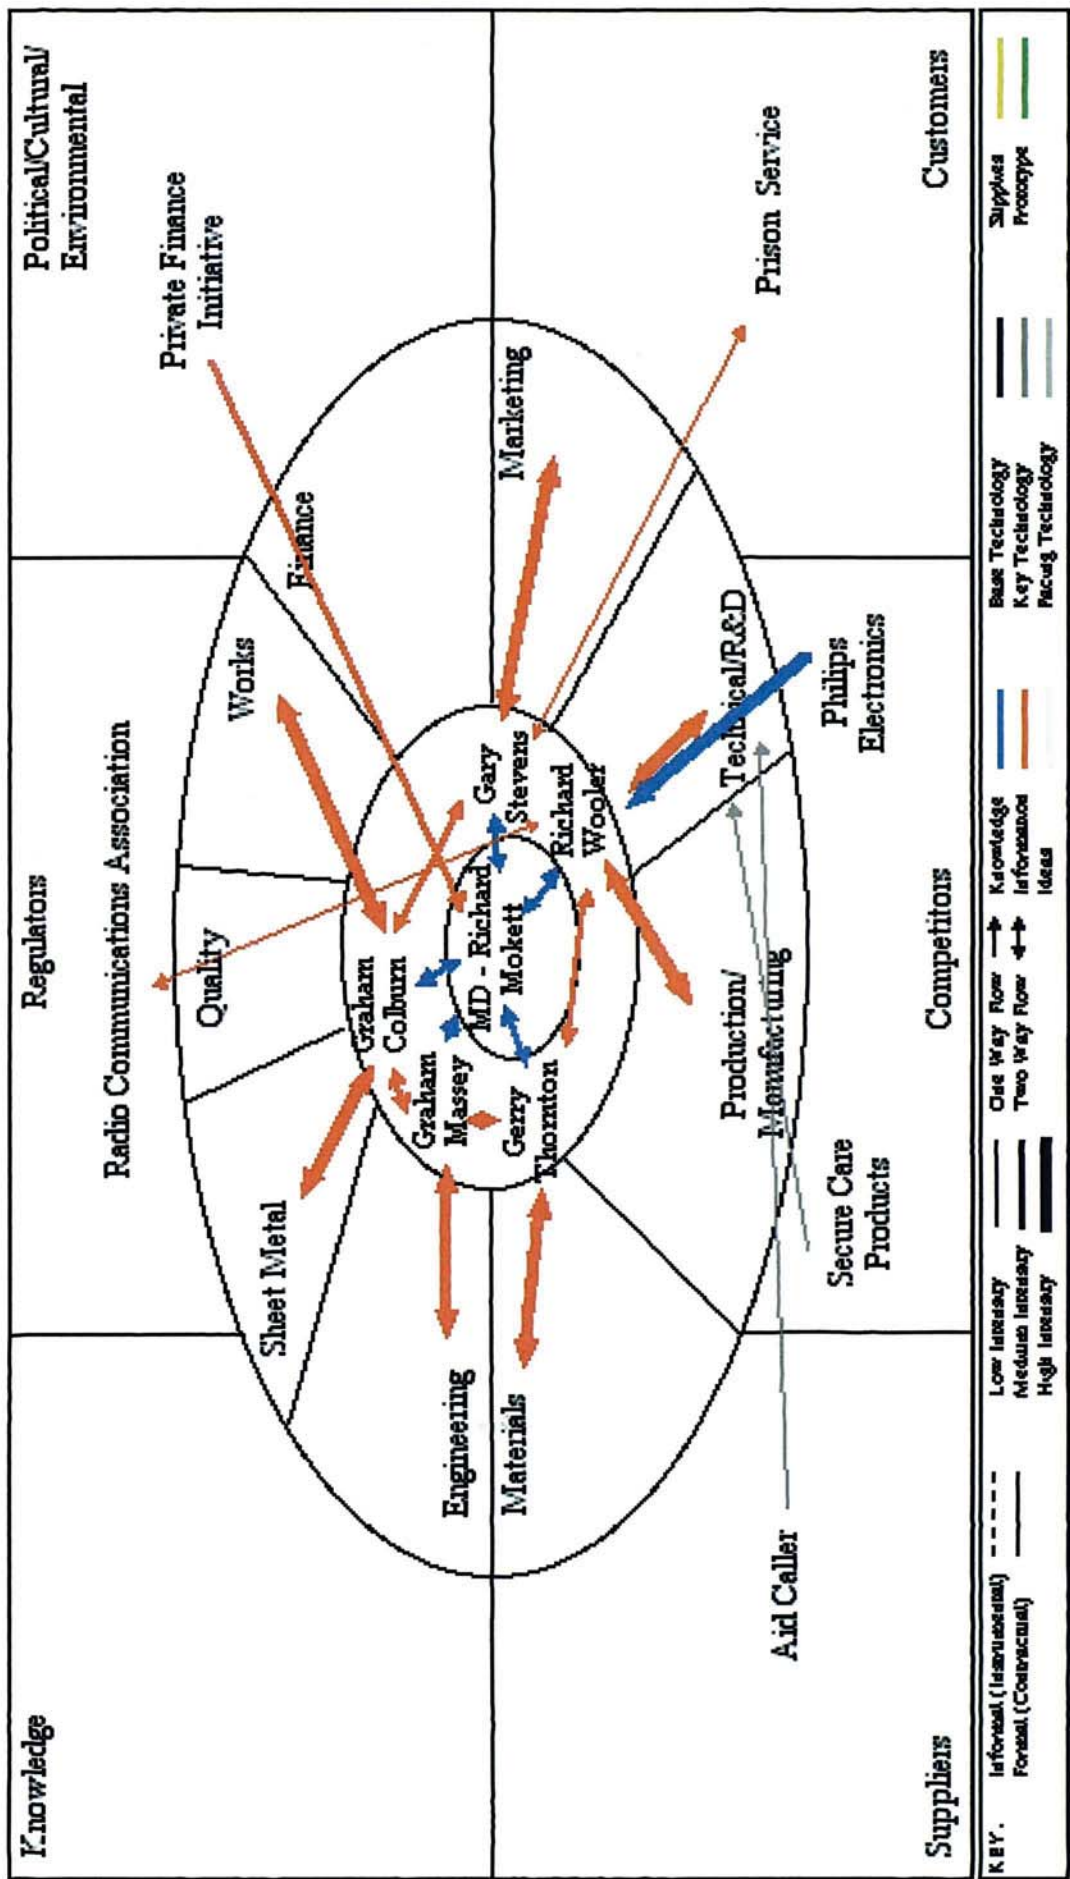 Knowledge
Regulators
Political/Cultural/
Environmental
Radio Communications Association
Private Finance
Initiative
Sheet Metal
Quality
Works
Finance
Engineering
Materials
Marketing
Graham
Colburn
Graham
Massey
Gerry
Thornton
MD - Richard
Mokett
Gary
Stevens
Richard
Woolef
Production/
Manufacturing
Technical/R&D
Aid Caller
Secure Care
Products
Philips
Electronics
Prison Service
Suppliers
Competitors
Customers
KEY.
Informal (Instrumental)
Formal (Contractual)
Low Intensity
Medium Intensity
High Intensity
One Way Flow
Two Way Flow
Knowledge
Information
Ideas
Base Technology
Key Technology
Pacing Technology
Supplies
Prototype